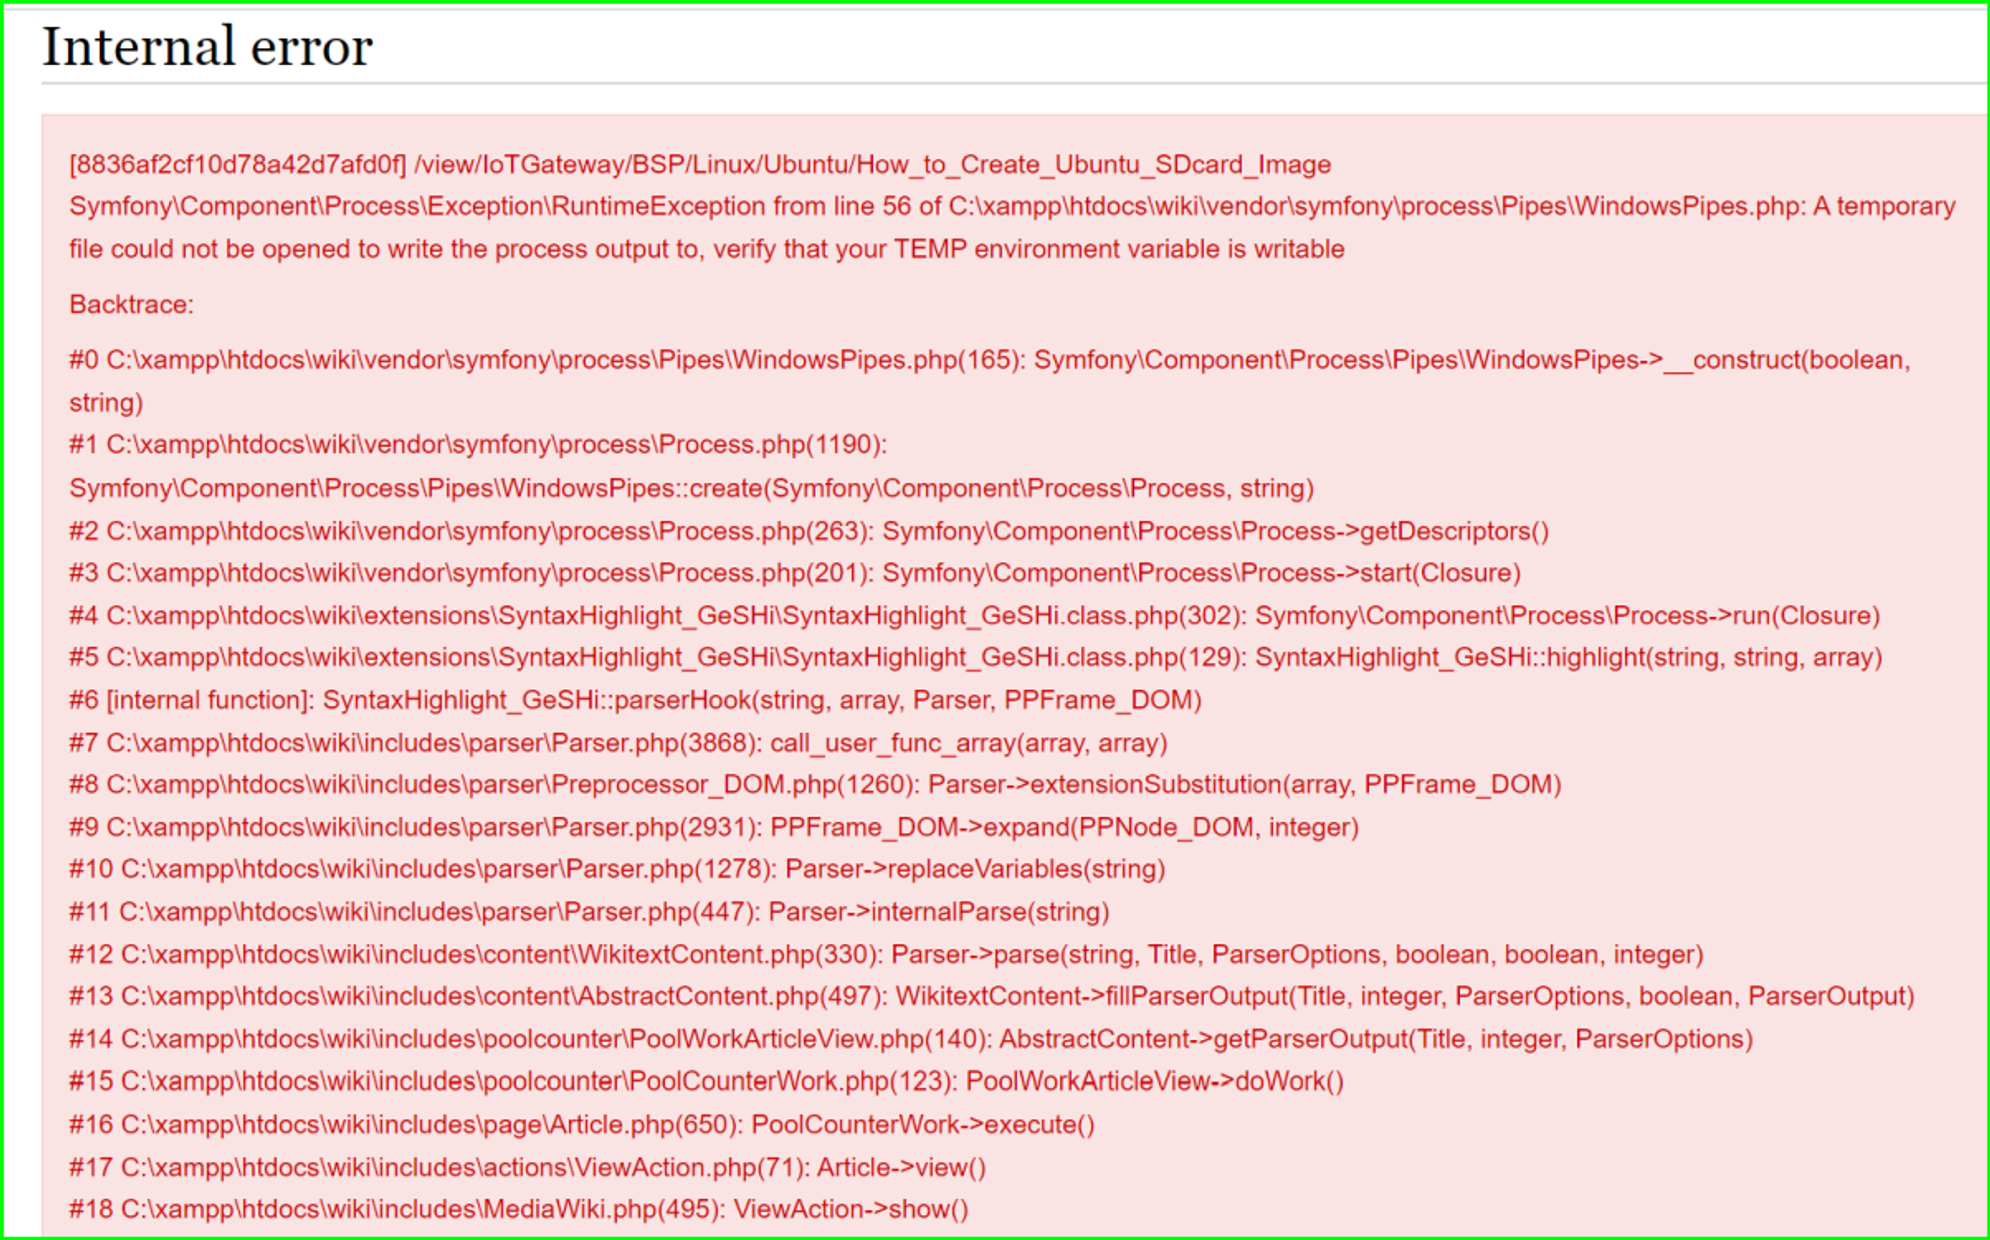 Internal error
[8836af2cf10d78a42d7afd0f] /view/IoTGateway/BSP/Linux/Ubuntu/How_to_Create_Ubuntu_SDcard_Image
Symfony\Component\Process\Exception\RuntimeException from line 56 of C:\xampp\htdocs\wiki\vendor\symfony\process\Pipes\WindowsPipes.php: A temporary
file could not be opened to write the process output to, verify that your TEMP environment variable is writable
Backtrace:
#0 C:\xampp\htdocs\wiki\vendor\symfony\process\Pipes\WindowsPipes.php(165): Symfony\Component\Process\Pipes\WindowsPipes->__construct(boolean,
string)
#1 C:\xampp\htdocs\wiki\vendor\symfony\process\Process.php(1190):
Symfony\Component\Process\Pipes\WindowsPipes::create(Symfony\Component\Process\Process, string)
#2 C:\xampp\htdocs\wiki\vendor\symfony\process\Process.php(263): Symfony\Component\Process\Process->getDescriptors()
#3 C:\xampp\htdocs\wiki\vendor\symfony\process\Process.php(201): Symfony\Component\Process\Process->start(Closure)
#4 C:\xampp\htdocs\wiki\extensions\SyntaxHighlight_GeSHi\SyntaxHighlight_GeSHi.class.php(302): Symfony\Component\Process\Process->run(Closure)
#5 C:\xampp\htdocs\wiki\extensions\SyntaxHighlight_GeSHi\SyntaxHighlight_GeSHi.class.php(129): SyntaxHighlight_GeSHi::highlight(string, string, array)
#6 [internal function]: SyntaxHighlight_GeSHi::parserHook(string, array, Parser, PPFrame_DOM)
#7 C:\xampp\htdocs\wiki\includes\parser\Parser.php(3868): call_user_func_array(array, array)
#8 C:\xampp\htdocs\wiki\includes\parser\Preprocessor_DOM.php(1260): Parser->extensionSubstitution(array, PPFrame_DOM)
#9 C:\xampp\htdocs\wiki\includes\parser\Parser.php(2931): PPFrame_DOM->expand(PPNode_DOM, integer)
#10 C:\xampp\htdocs\wiki\includes\parser\Parser.php(1278): Parser->replaceVariables(string)
#11 C:\xampp\htdocs\wiki\includes\parser\Parser.php(447): Parser->internalParse(string)
#12 C:\xampp\htdocs\wiki\includes\content\WikitextContent.php(330): Parser->parse(string, Title, ParserOptions, boolean, boolean, integer)
#13 C:\xampp\htdocs\wiki\includes\content\AbstractContent.php(497): WikitextContent->fillParserOutput(Title, integer, ParserOptions, boolean, ParserOutput)
#14 C:\xampp\htdocs\wiki\includes\poolcounter\PoolWorkArticleView.php(140): AbstractContent->getParserOutput(Title, integer, ParserOptions)
#15 C:\xampp\htdocs\wiki\includes\poolcounter\PoolCounterWork.php(123): PoolWorkArticleView->doWork()
#16 C:\xampp\htdocs\wiki\includes\page\Article.php(650): PoolCounterWork->execute()
#17 C:\xampp\htdocs\wiki\includes\actions\ViewAction.php(71): Article->view()
#18 C:\xampp\htdocs\wiki\includes\MediaWiki.php(495): ViewAction->show()